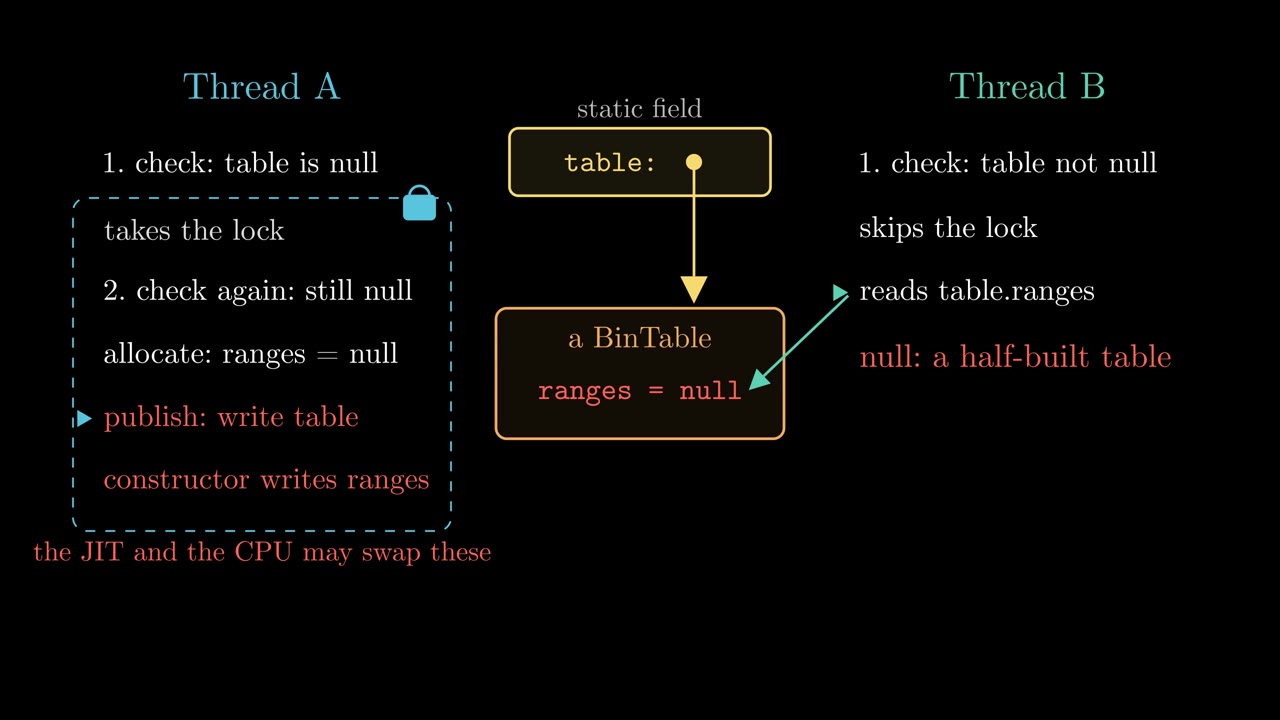 Thread A
1. check: table is null
takes the lock
2. check again: still null
allocate: ranges = null
publish: write table
constructor writes ranges
the JIT and the CPU may swap these
static field
table:
a BinTable
ranges = null
Thread B
1. check: table not null
skips the lock
reads table.ranges
null: a half-built table